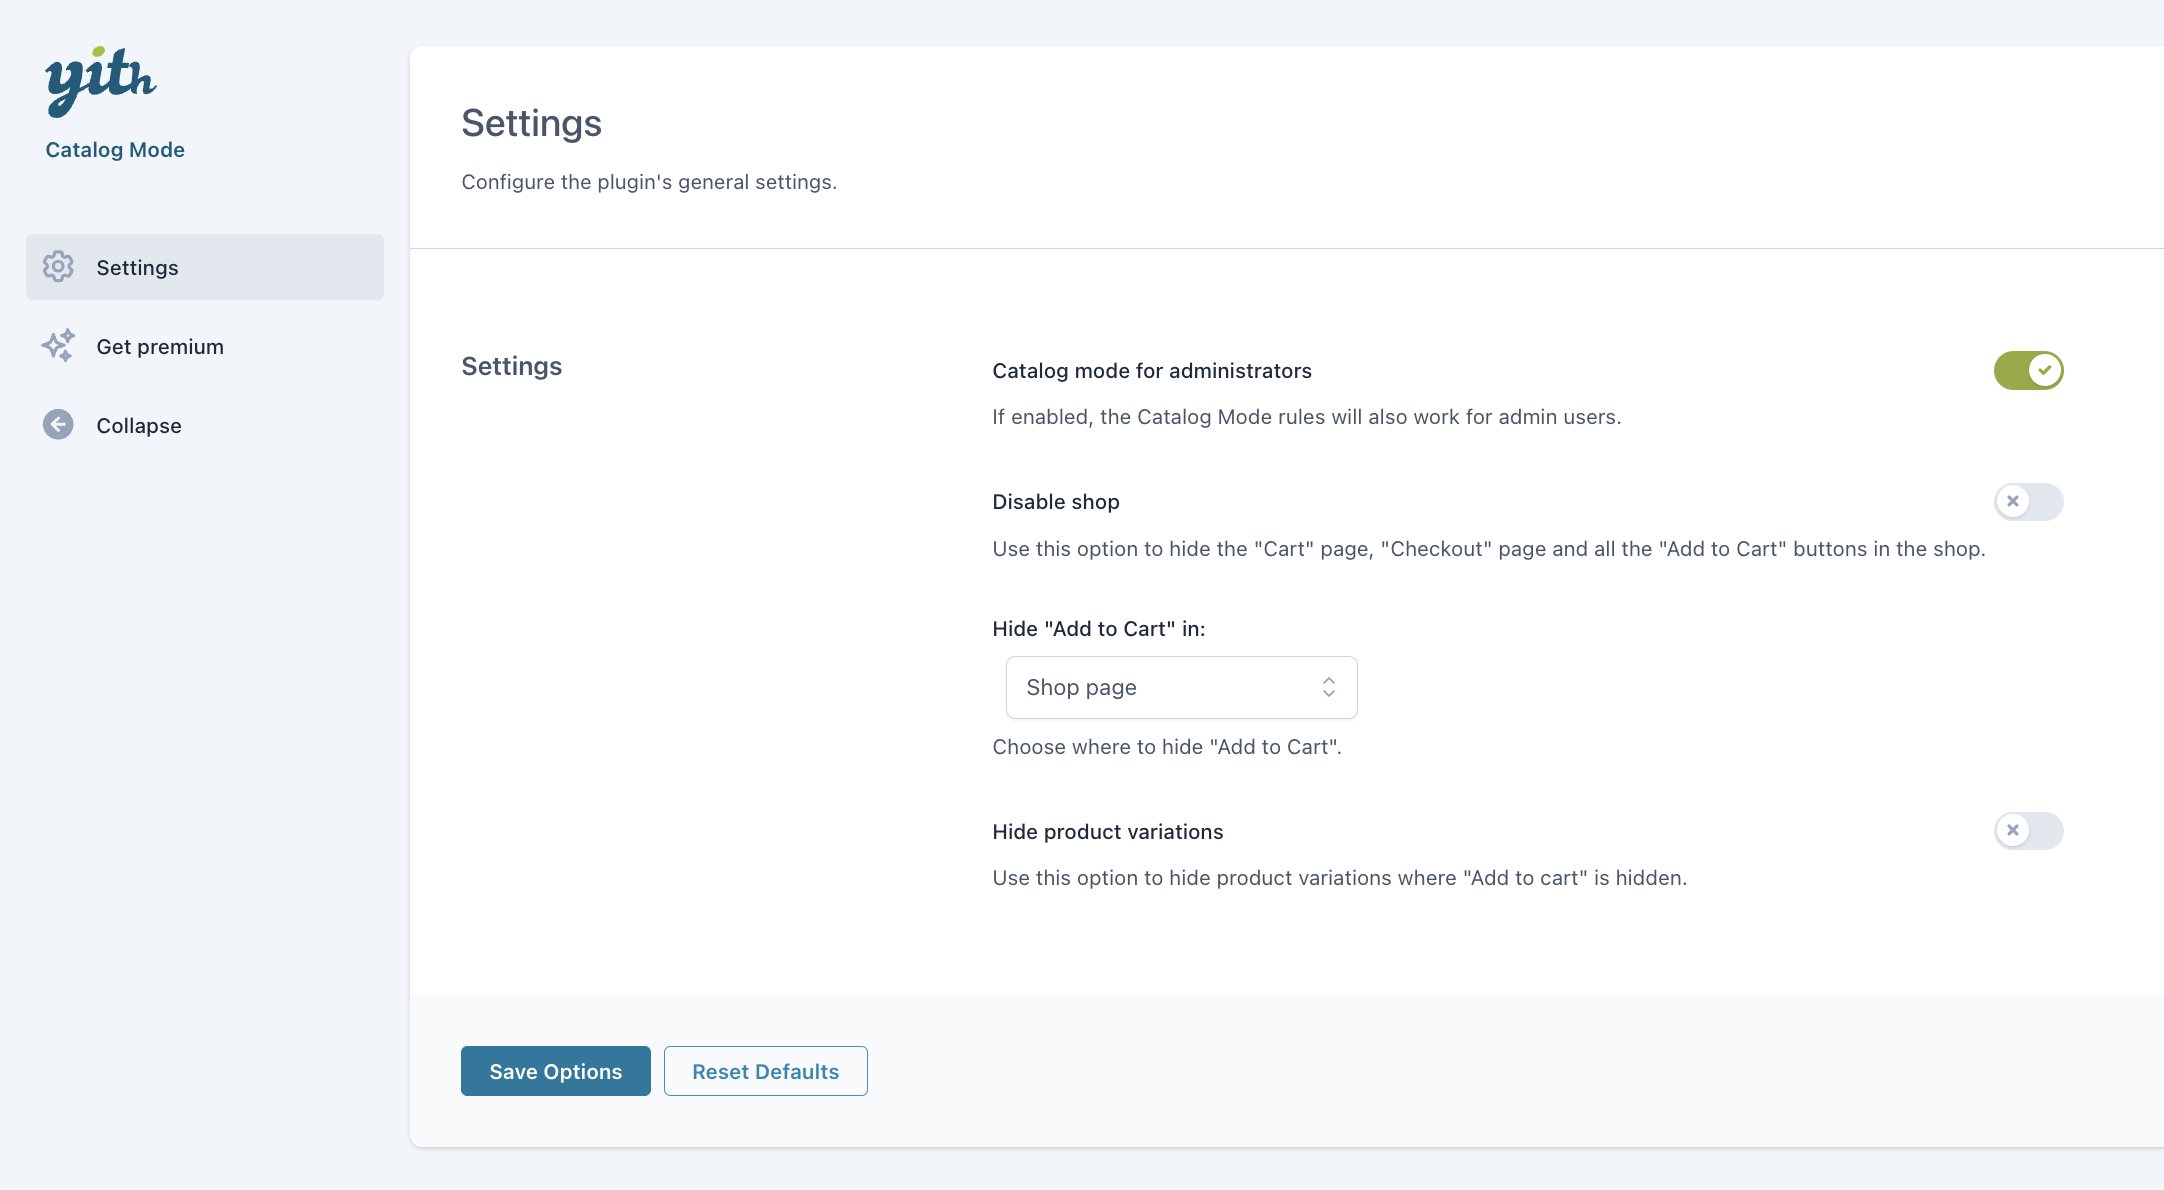 yith
Catalog Mode
Settings
Get premium
Collapse
Settings
Configure the plugin's general settings.
Settings
Catalog mode for administrators
If enabled, the Catalog Mode rules will also work for admin users.
Disable shop
Use this option to hide the "Cart" page, "Checkout" page and all the "Add to Cart" buttons in the shop.
Hide "Add to Cart" in:
Shop page
Choose where to hide "Add to Cart".
Hide product variations
Use this option to hide product variations where "Add to cart" is hidden.
Save Options
Reset Defaults